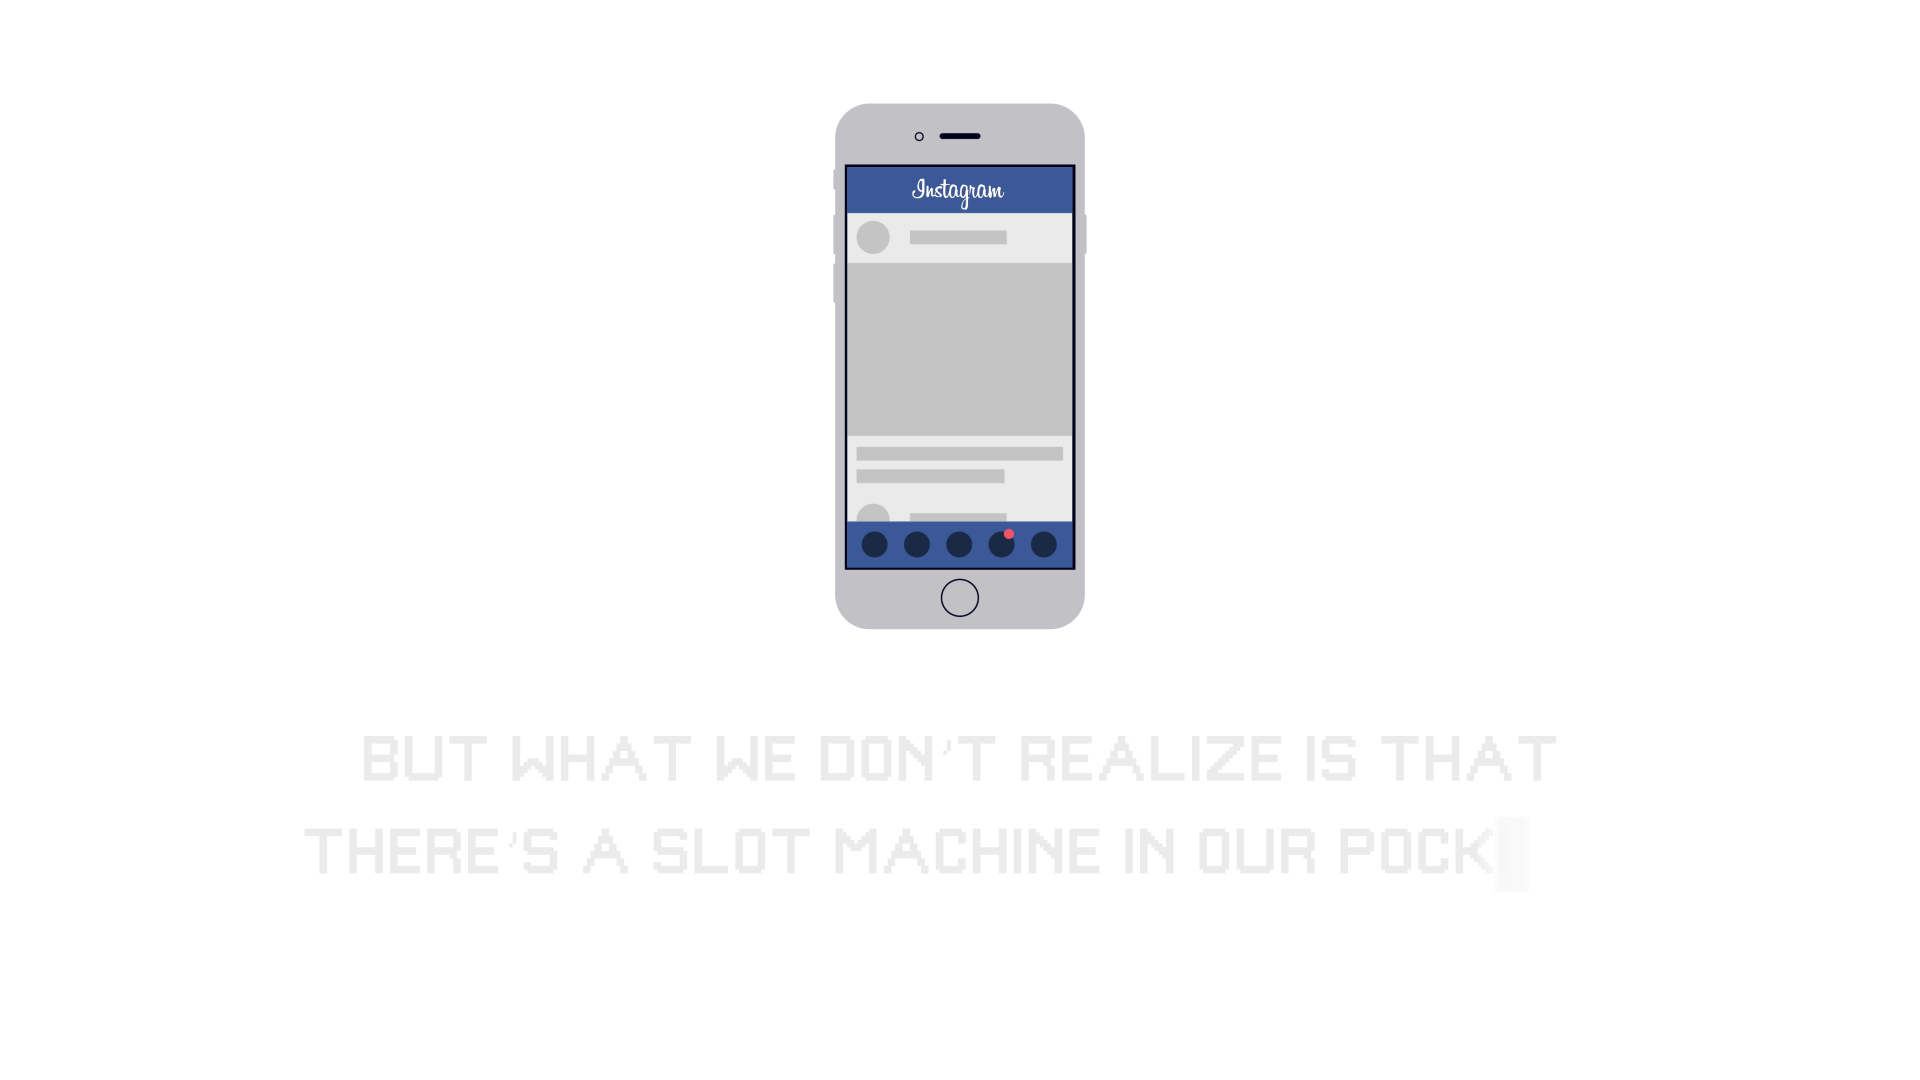 Instagram
BUT WHAT WE DON'T REALIZE IS THAT
THERE'S A SLOT MACHINE IN OUR POCK